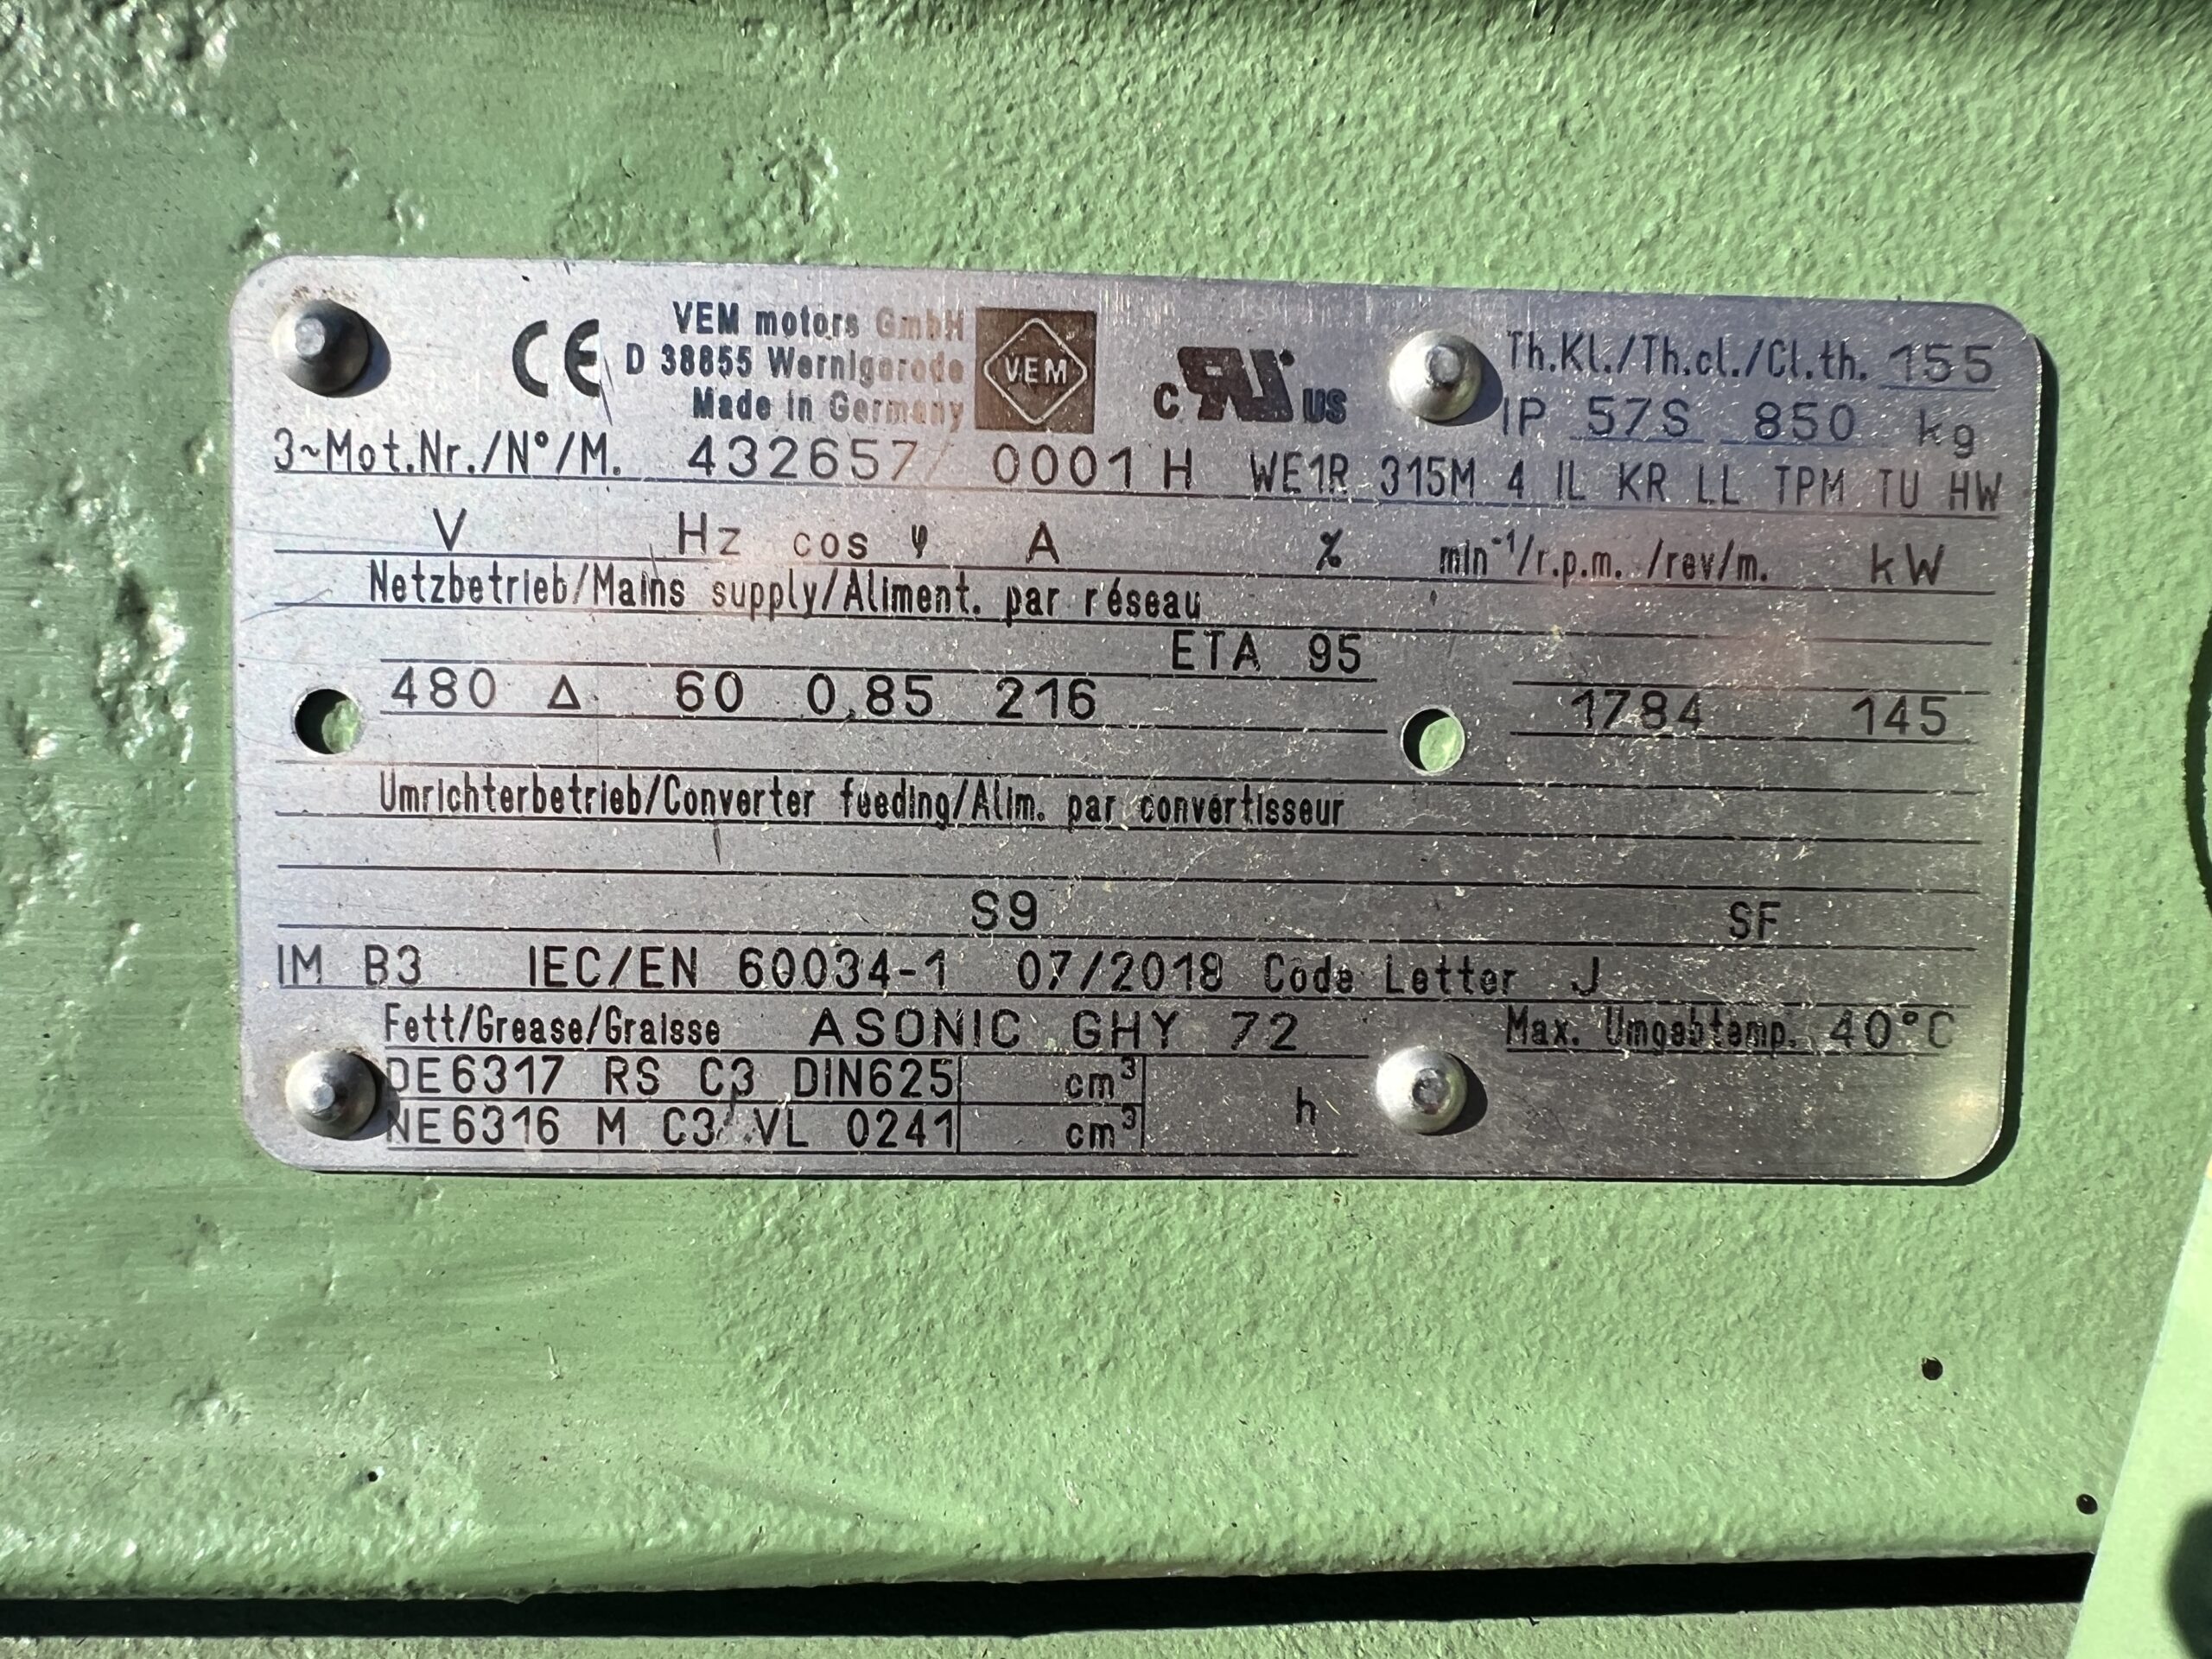 CE VEM motors GmbH
D 38855 Wernigerode
Made in Germany
VEM
c RU US
Th.Kl./Th.cl./Cl.th. 155
IP 57S 850 kg
3~Mot.Nr./N°/M. 432657/ 0001 H WE1R 315M 4 IL KR LL TPM TU HW
V Hz cos φ A % min⁻¹/r.p.m. /rev/m. kW
Netzbetrieb/Mains supply/Aliment. par réseau
ETA 95
480 Δ 60 0,85 216 1784 145
Umrichterbetrieb/Converter feeding/Alim. par convertisseur
S9 SF
IM B3 IEC/EN 60034-1 07/2018 Code Letter J
Fett/Grease/Graisse ASONIC GHY 72 Max. Umgebtemp. 40°C
DE6317 RS C3 DIN625 cm³
h
NE6316 M C3/VL 0241 cm³